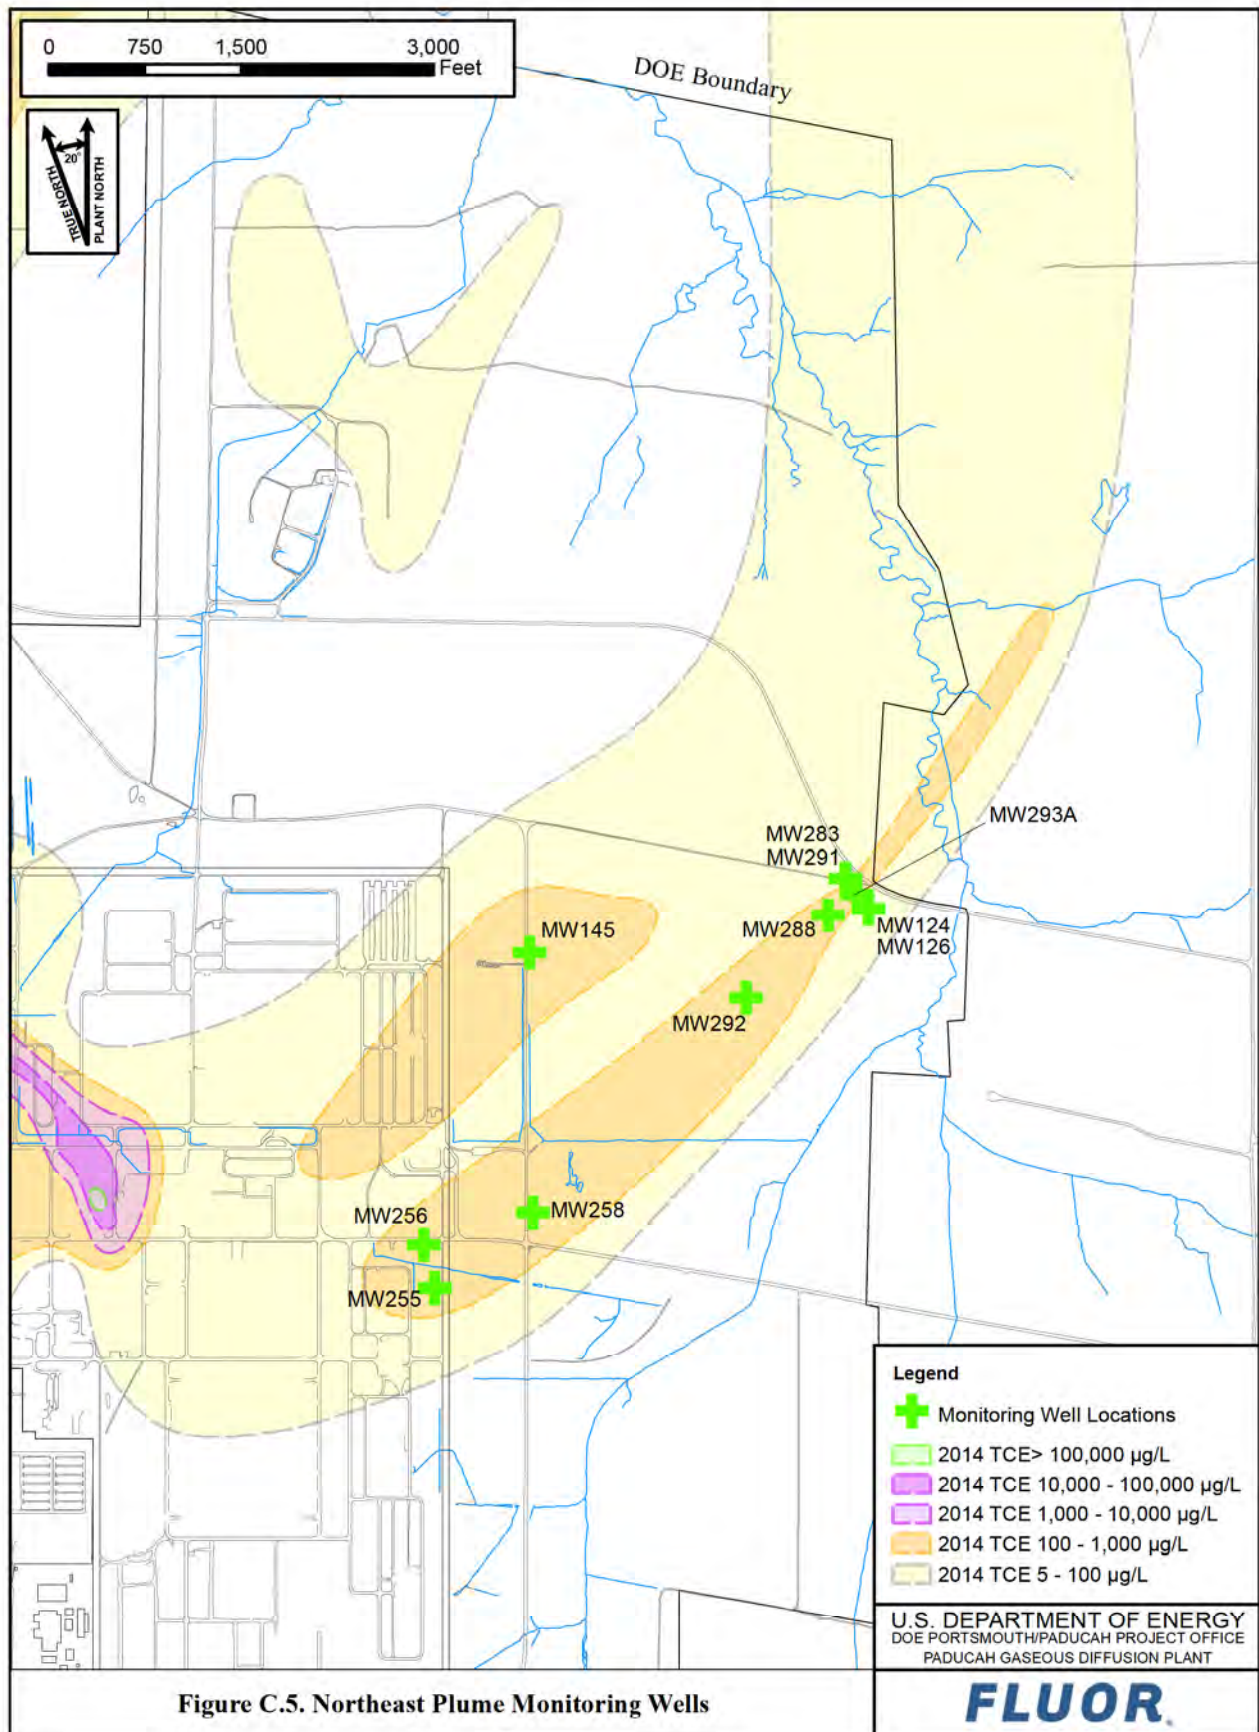 0 750 1,500 3,000
Feet
DOE Boundary
20°
TRUE NORTH
PLANT NORTH
MW293A
MW283
MW291
MW145
MW288
MW124
MW126
MW292
MW256
MW258
MW255
Legend
Monitoring Well Locations
2014 TCE> 100,000 µg/L
2014 TCE 10,000 - 100,000 µg/L
2014 TCE 1,000 - 10,000 µg/L
2014 TCE 100 - 1,000 µg/L
2014 TCE 5 - 100 µg/L
U.S. DEPARTMENT OF ENERGY
DOE PORTSMOUTH/PADUCAH PROJECT OFFICE
PADUCAH GASEOUS DIFFUSION PLANT
Figure C.5. Northeast Plume Monitoring Wells
FLUOR.